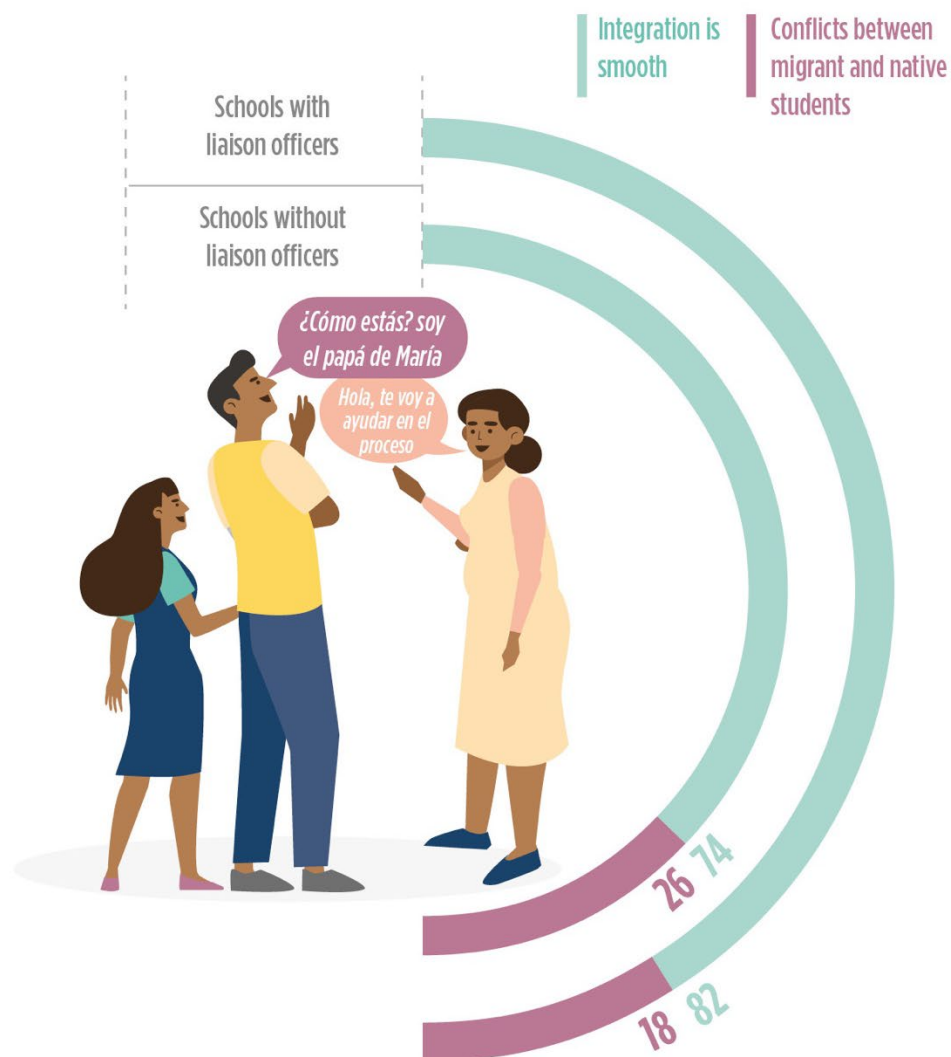 Integration is
smooth
Conflicts between
migrant and native
students
Schools with
liaison officers
Schools without
liaison officers
¿Cómo estás? soy
el papá de María
Hola, te voy a
ayudar en el
proceso
26 74
18 82